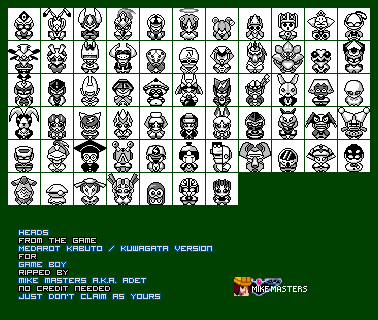 HEADS
FROM THE GAME
MEDAROT KABUTO / KUWAGATA VERSION
FOR
GAME BOY
RIPPED BY
MIKE MASTERS A.K.A. ADET
NO CREDIT NEEDED
JUST DON'T CLAIM AS YOURS
MIKEMASTERS